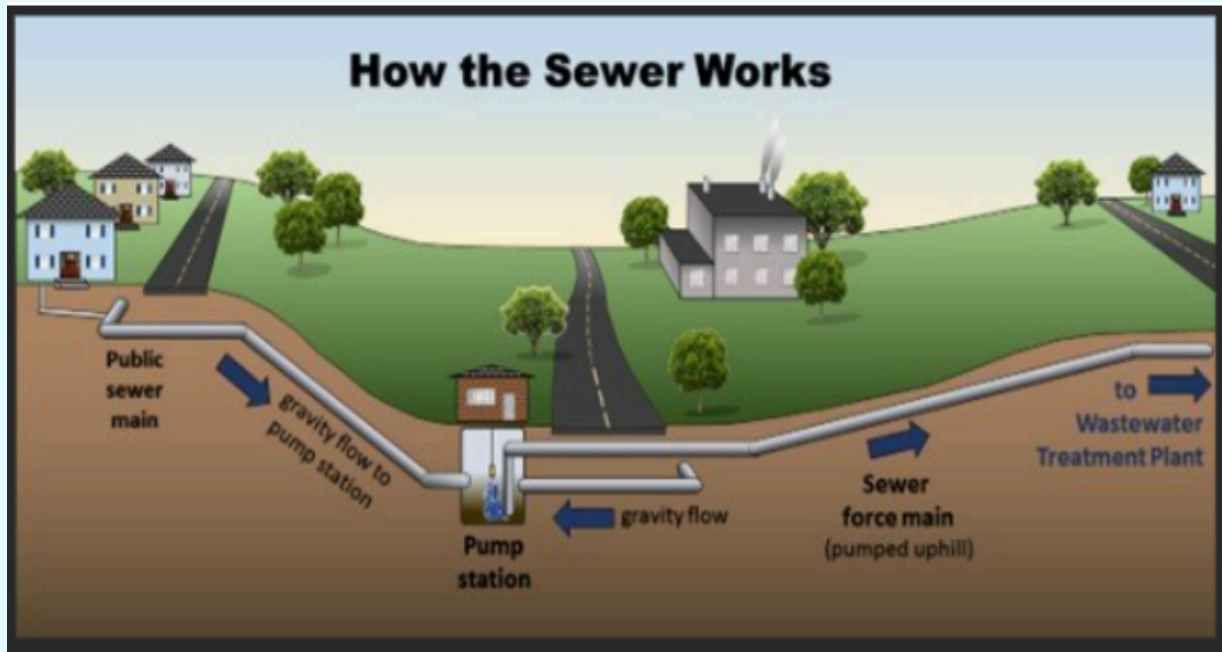 How the Sewer Works
Public
sewer
main
gravity flow to
pump station
Pump
station
gravity flow
Sewer
force main
(pumped uphill)
to
Wastewater
Treatment Plant